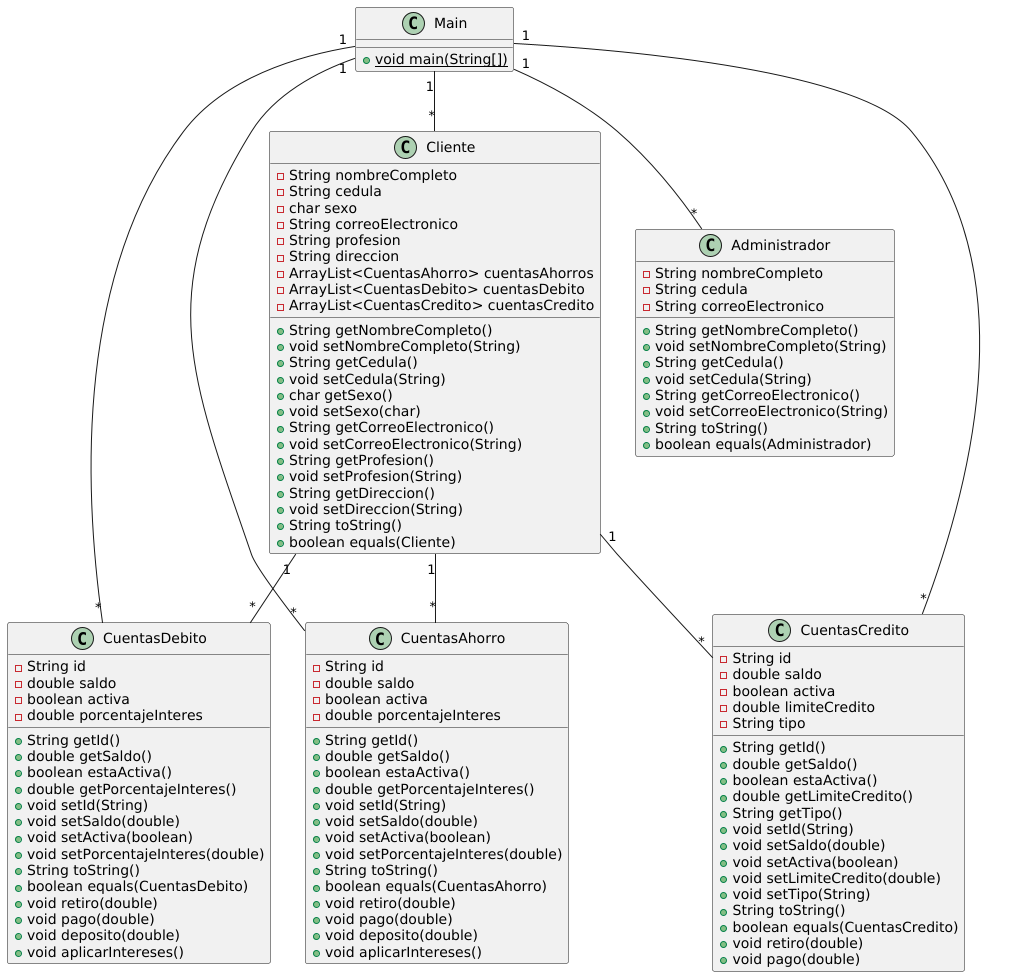 C Main
void main(String[])
1
1
1
1
1
*
*
C Cliente
String nombreCompleto
String cedula
char sexo
String correoElectronico
String profesion
String direccion
ArrayList<CuentasAhorro> cuentasAhorros
ArrayList<CuentasDebito> cuentasDebito
ArrayList<CuentasCredito> cuentasCredito
String getNombreCompleto()
void setNombreCompleto(String)
String getCedula()
void setCedula(String)
char getSexo()
void setSexo(char)
String getCorreoElectronico()
void setCorreoElectronico(String)
String getProfesion()
void setProfesion(String)
String getDireccion()
void setDireccion(String)
String toString()
boolean equals(Cliente)
C Administrador
String nombreCompleto
String cedula
String correoElectronico
String getNombreCompleto()
void setNombreCompleto(String)
String getCedula()
void setCedula(String)
String getCorreoElectronico()
void setCorreoElectronico(String)
String toString()
boolean equals(Administrador)
1
1
1
*
*
*
*
*
*
C CuentasDebito
String id
double saldo
boolean activa
double porcentajeInteres
String getId()
double getSaldo()
boolean estaActiva()
double getPorcentajeInteres()
void setId(String)
void setSaldo(double)
void setActiva(boolean)
void setPorcentajeInteres(double)
String toString()
boolean equals(CuentasDebito)
void retiro(double)
void pago(double)
void deposito(double)
void aplicarIntereses()
C CuentasAhorro
String id
double saldo
boolean activa
double porcentajeInteres
String getId()
double getSaldo()
boolean estaActiva()
double getPorcentajeInteres()
void setId(String)
void setSaldo(double)
void setActiva(boolean)
void setPorcentajeInteres(double)
String toString()
boolean equals(CuentasAhorro)
void retiro(double)
void pago(double)
void deposito(double)
void aplicarIntereses()
C CuentasCredito
String id
double saldo
boolean activa
double limiteCredito
String tipo
String getId()
double getSaldo()
boolean estaActiva()
double getLimiteCredito()
String getTipo()
void setId(String)
void setSaldo(double)
void setActiva(boolean)
void setLimiteCredito(double)
void setTipo(String)
String toString()
boolean equals(CuentasCredito)
void retiro(double)
void pago(double)